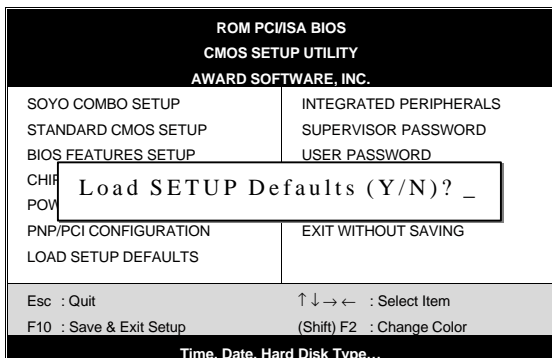 ROM PCI/ISA BIOS
CMOS SETUP UTILITY
AWARD SOFTWARE, INC.
SOYO COMBO SETUP
STANDARD CMOS SETUP
BIOS FEATURES SETUP
CHIP
POW
PNP/PCI CONFIGURATION
LOAD SETUP DEFAULTS
INTEGRATED PERIPHERALS
SUPERVISOR PASSWORD
USER PASSWORD
EXIT WITHOUT SAVING
Load SETUP Defaults (Y/N)? _
Esc : Quit
↑↓→← : Select Item
F10 : Save & Exit Setup
(Shift) F2 : Change Color
Time, Date, Hard Disk Type...